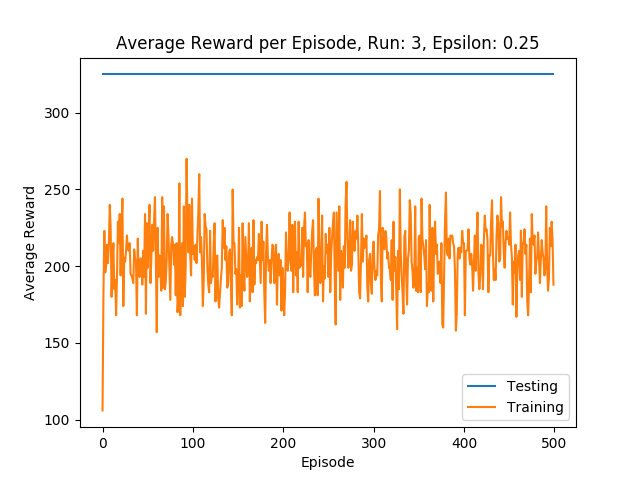 Average Reward per Episode, Run: 3, Epsilon: 0.25
Average Reward
300
250
200
150
100
0
100
200
300
400
500
Episode
Testing
Training